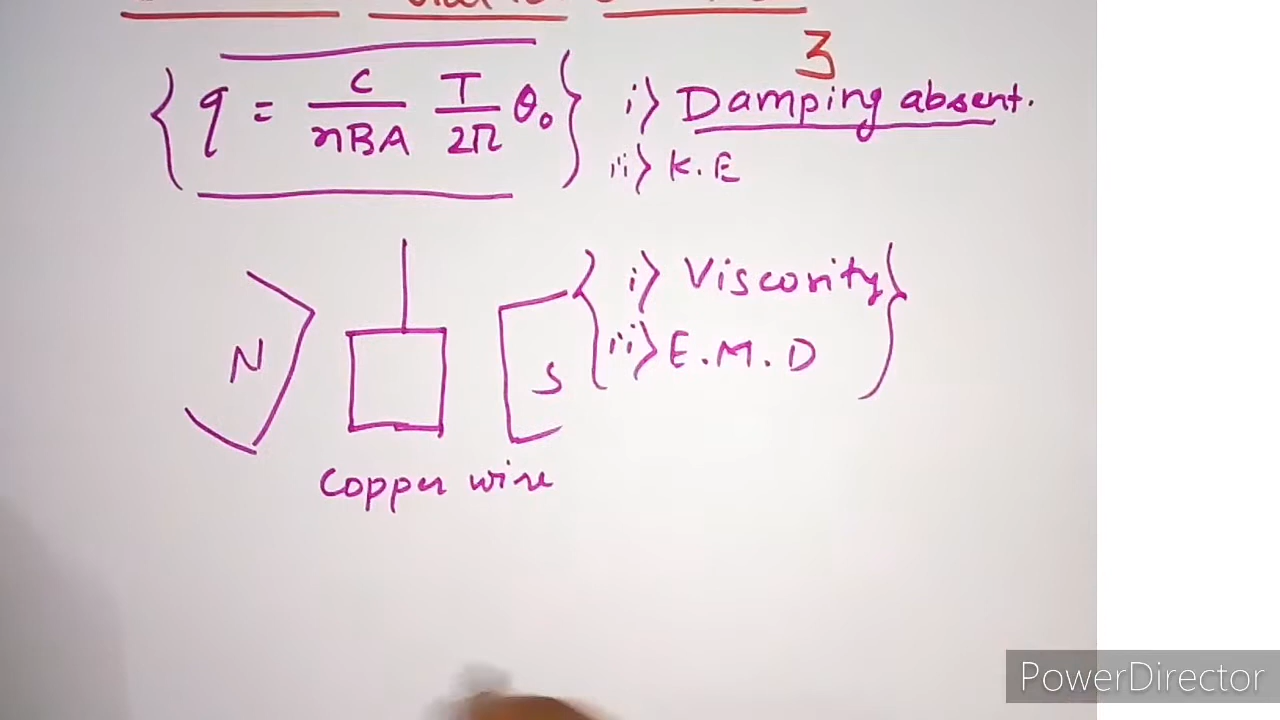 3
q = C/nBA T/2π θ₀
i) Damping absent.
ii) K.E
N
S
i) Viscosity
ii) E.M.D
Copper wire
PowerDirector